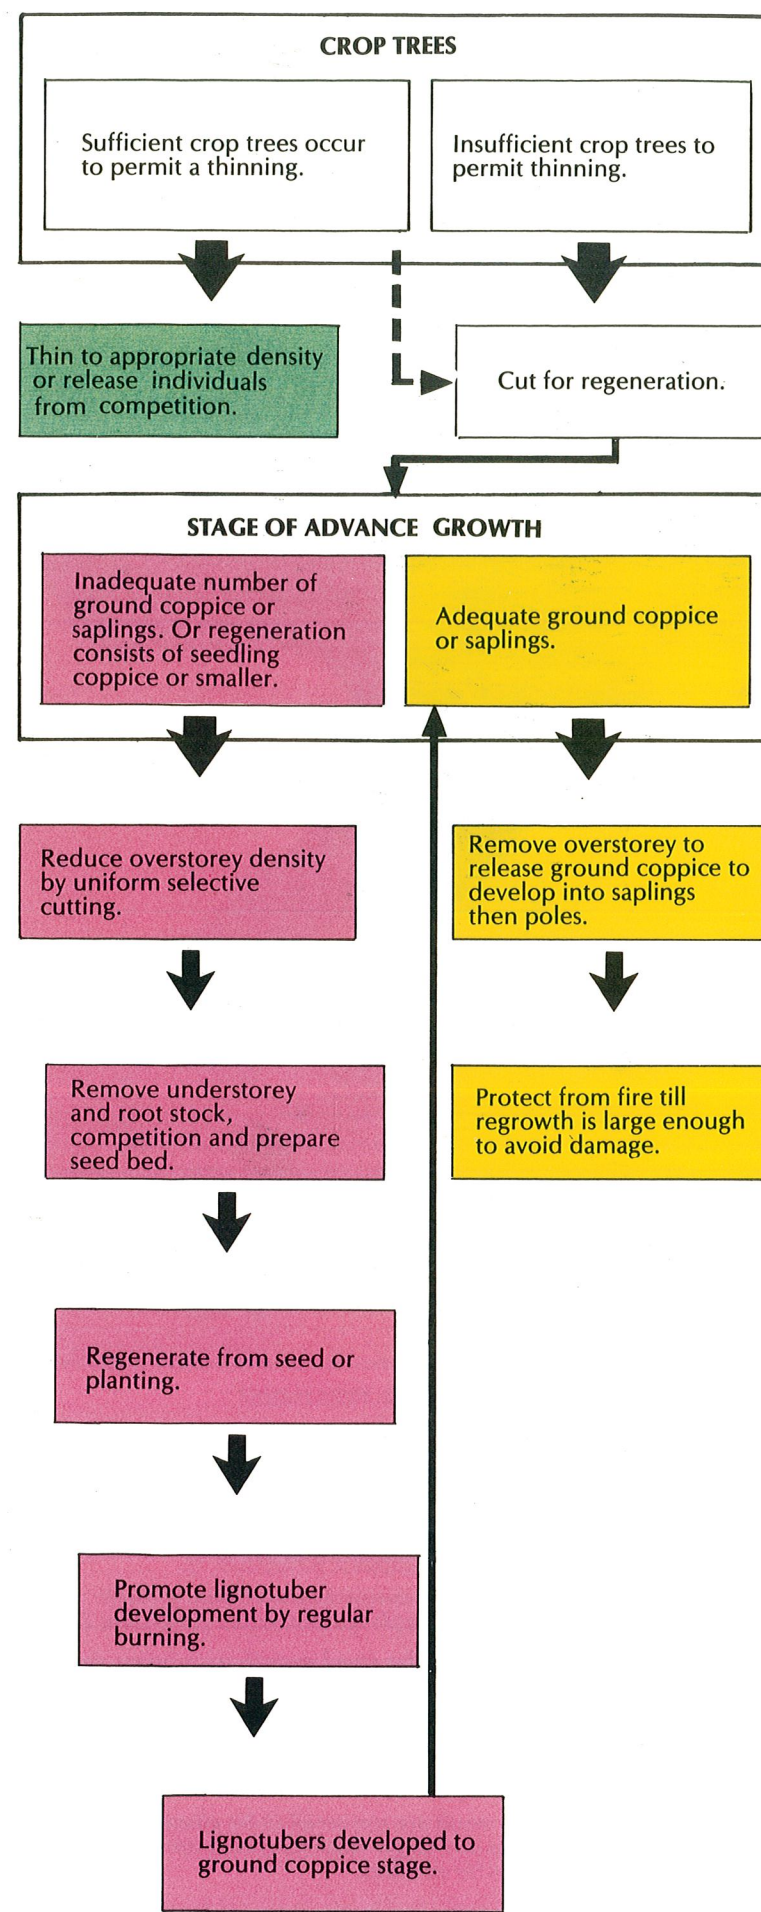 CROP TREES
Sufficient crop trees occur
to permit a thinning.
Insufficient crop trees to
permit thinning.
Thin to appropriate density
or release individuals
from competition.
Cut for regeneration.
STAGE OF ADVANCE GROWTH
Inadequate number of
ground coppice or
saplings. Or regeneration
consists of seedling
coppice or smaller.
Adequate ground coppice
or saplings.
Reduce overstorey density
by uniform selective
cutting.
Remove overstorey to
release ground coppice to
develop into saplings
then poles.
Remove understorey
and root stock,
competition and prepare
seed bed.
Protect from fire till
regrowth is large enough
to avoid damage.
Regenerate from seed or
planting.
Promote lignotuber
development by regular
burning.
Lignotubers developed to
ground coppice stage.